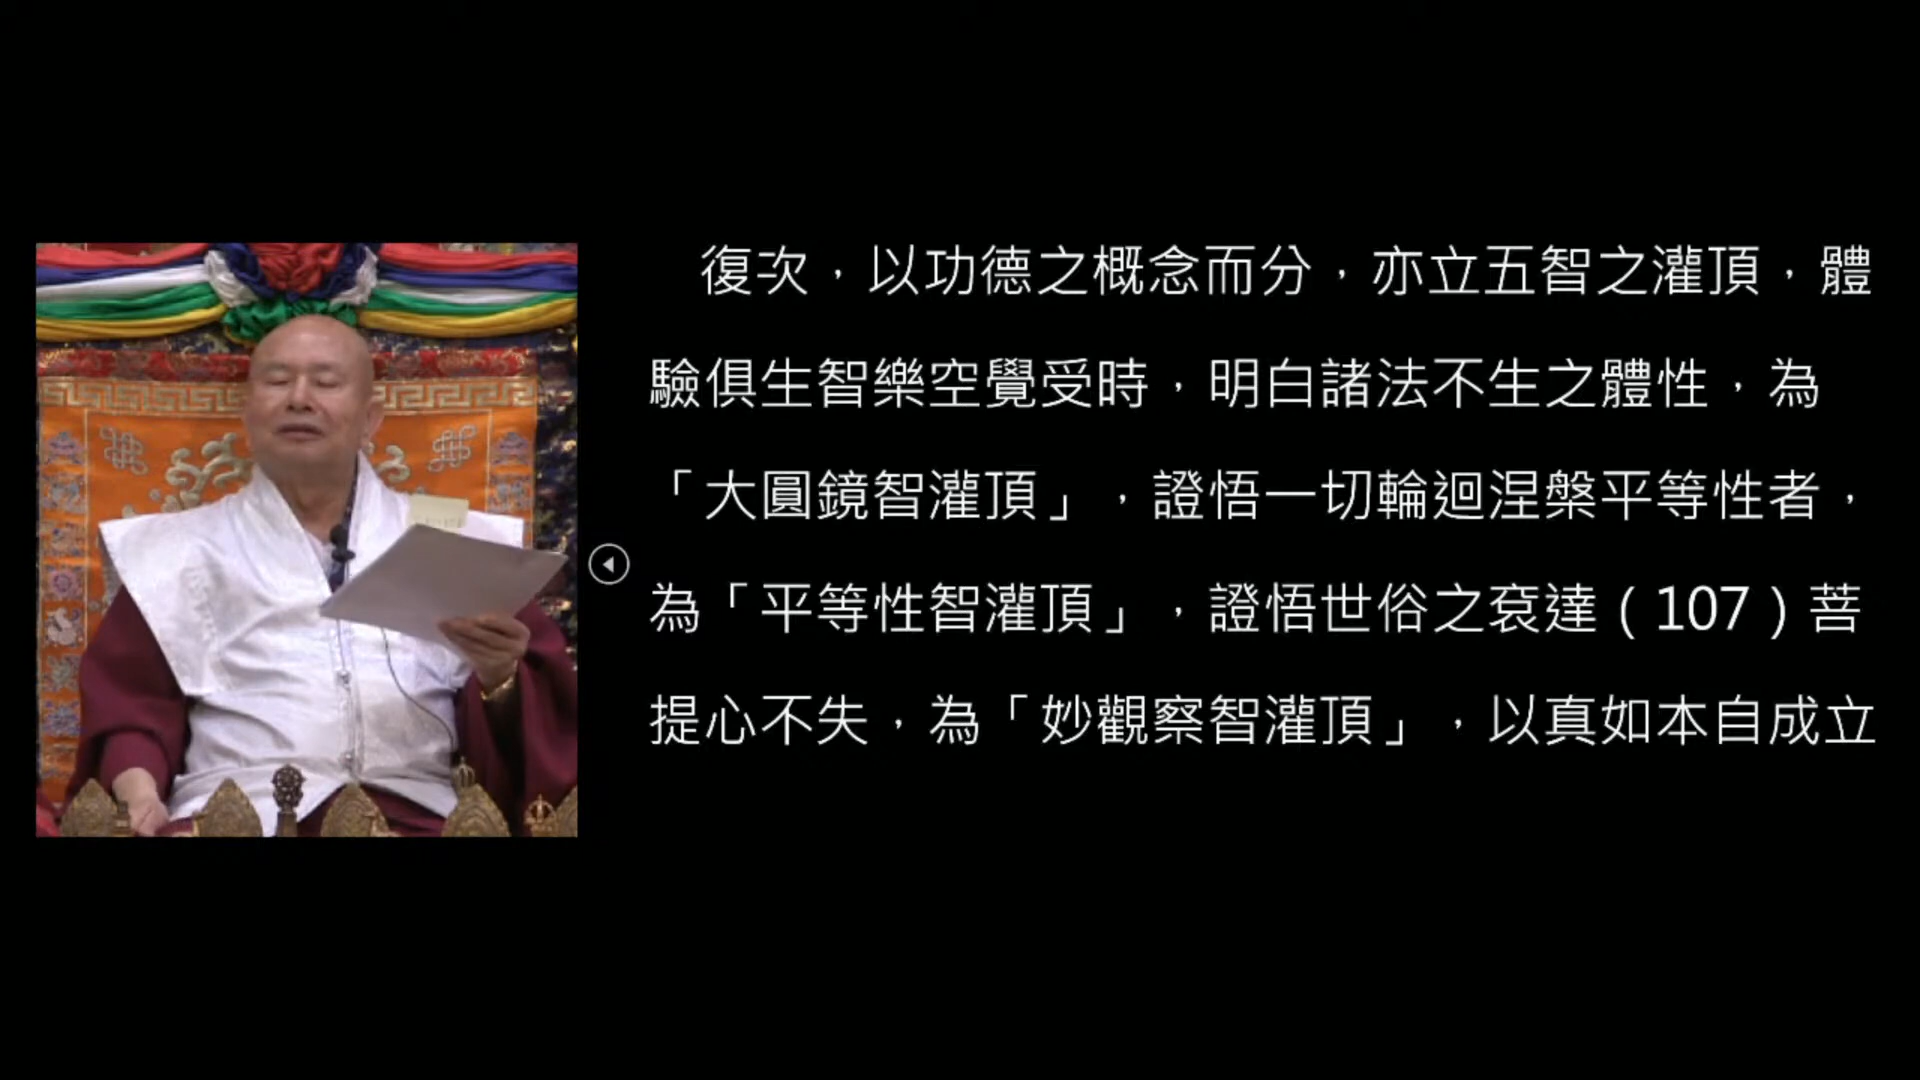 復次，以功德之概念而分，亦立五智之灌頂，體
驗俱生智樂空覺受時，明白諸法不生之體性，為
「大圓鏡智灌頂」，證悟一切輪迴涅槃平等性者，
為「平等性智灌頂」，證悟世俗之袞達（107）菩
提心不失，為「妙觀察智灌頂」，以真如本自成立